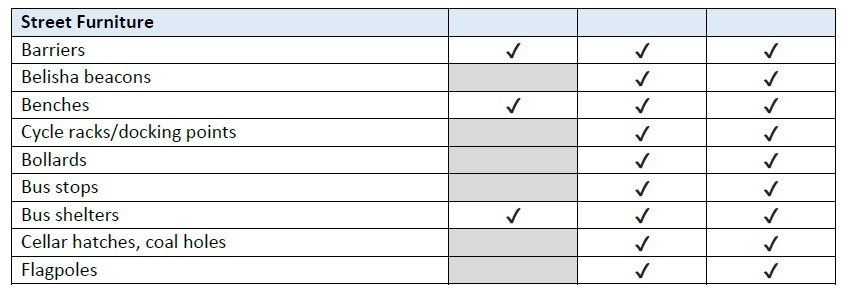 Street Furniture
Barriers ✓ ✓ ✓
Belisha beacons ✓ ✓
Benches ✓ ✓ ✓
Cycle racks/docking points ✓ ✓
Bollards ✓ ✓
Bus stops ✓ ✓
Bus shelters ✓ ✓ ✓
Cellar hatches, coal holes ✓ ✓
Flagpoles ✓ ✓